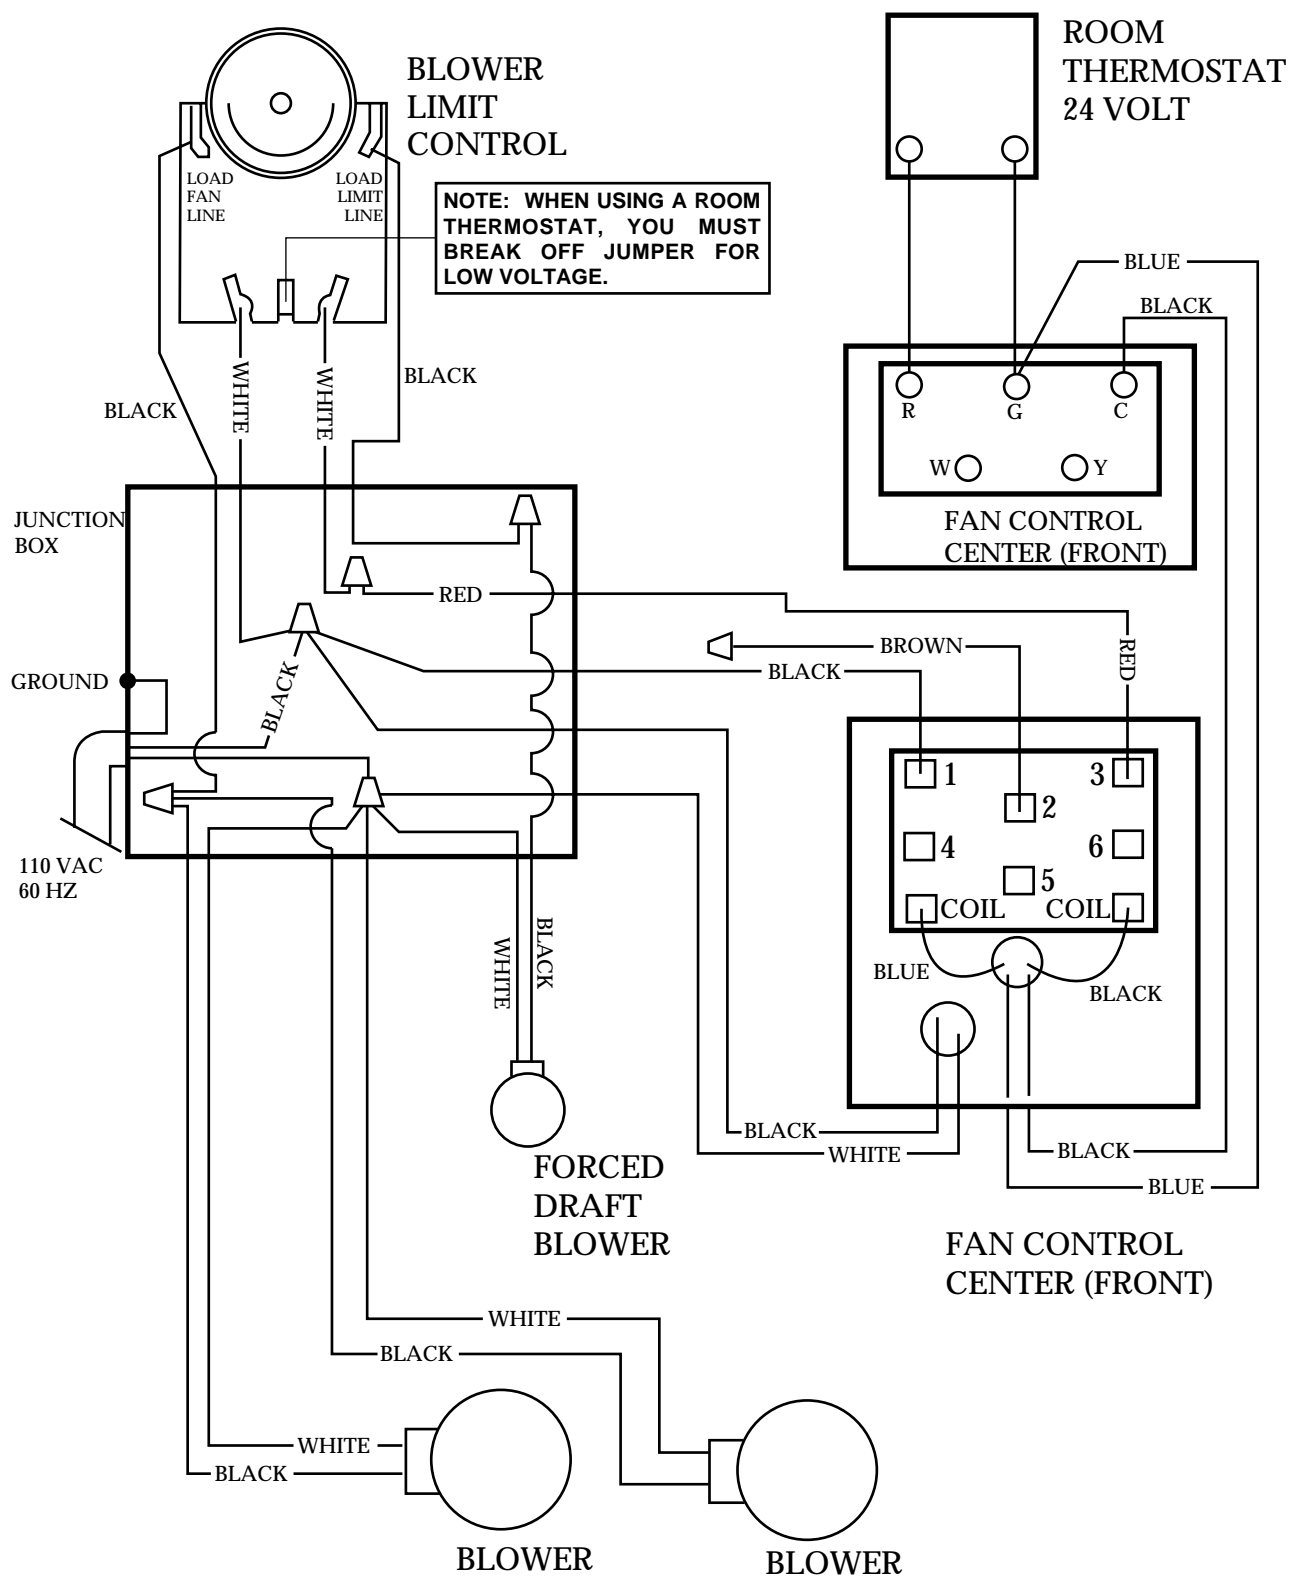 BLOWER
LIMIT
CONTROL
ROOM
THERMOSTAT
24 VOLT
LOAD
FAN
LINE
LOAD
LIMIT
LINE
NOTE: WHEN USING A ROOM
THERMOSTAT, YOU MUST
BREAK OFF JUMPER FOR
LOW VOLTAGE.
BLUE
BLACK
WHITE
WHITE
BLACK
BLACK
R
G
C
W
Y
FAN CONTROL
CENTER (FRONT)
JUNCTION
BOX
RED
BROWN
RED
BLACK
GROUND
BLACK
1
3
2
4
6
5
COIL
COIL
110 VAC
60 HZ
WHITE
BLACK
BLUE
BLACK
BLACK
WHITE
BLACK
BLUE
FORCED
DRAFT
BLOWER
FAN CONTROL
CENTER (FRONT)
WHITE
BLACK
WHITE
BLACK
BLOWER
BLOWER